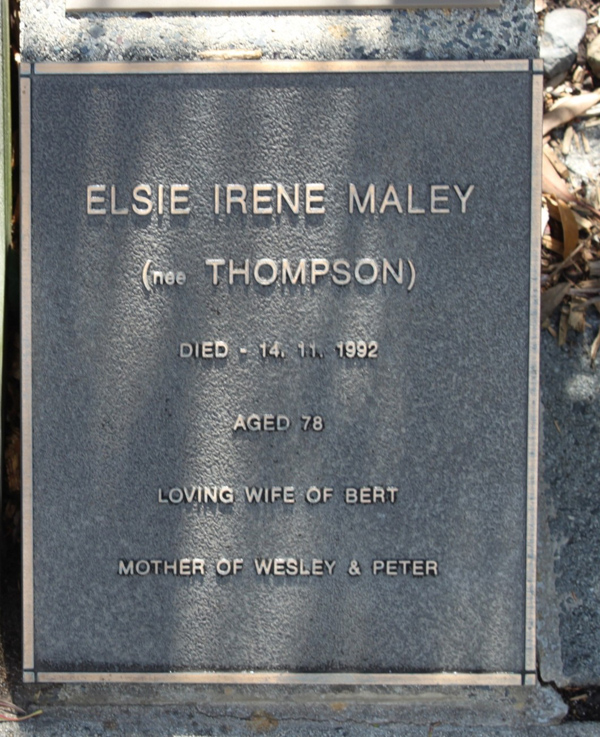 ELSIE IRENE MALEY
(nee THOMPSON)
DIED - 14. 11. 1992
AGED 78
LOVING WIFE OF BERT
MOTHER OF WESLEY & PETER